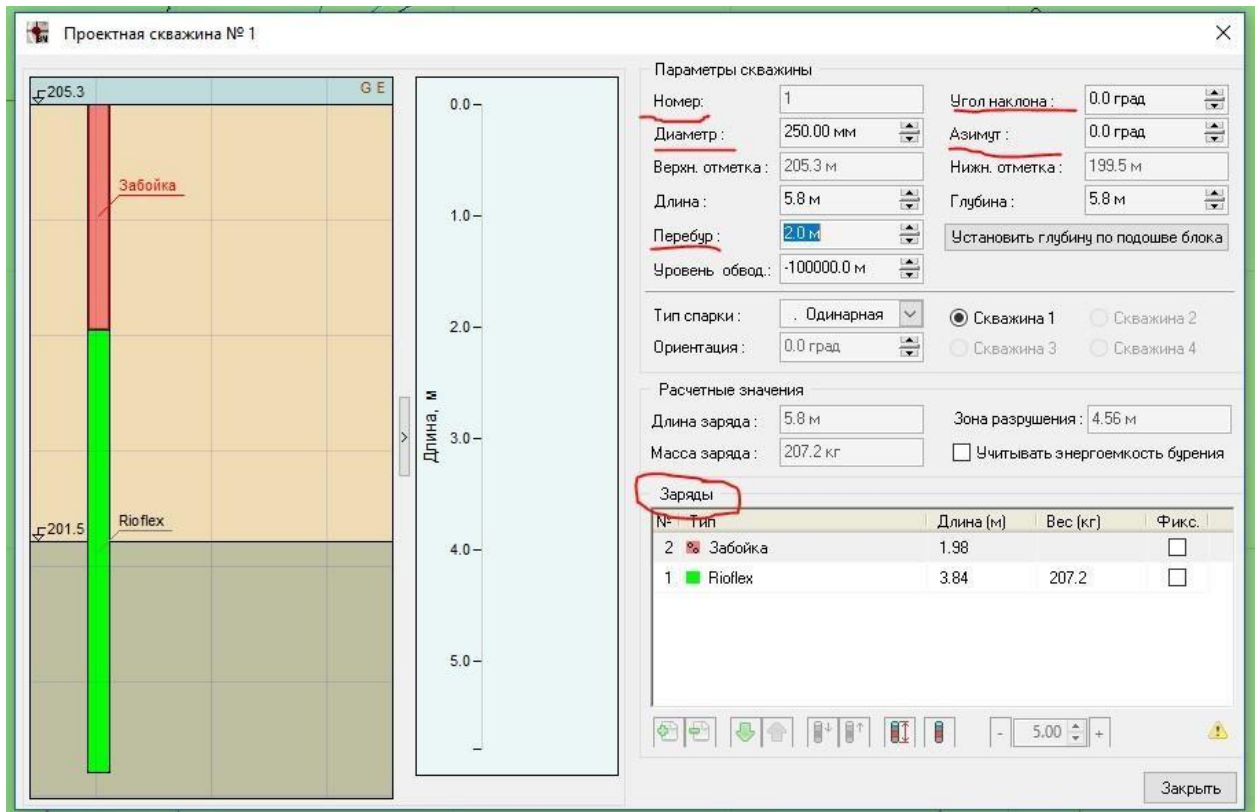 Проектная скважина № 1
205.3
G E
Забойка
201.5
Rioflex
0.0
1.0
2.0
3.0
4.0
5.0
Длина, м
>
Параметры скважины
Номер: 1 Угол наклона : 0.0 град
Диаметр : 250.00 мм Азимут : 0.0 град
Верхн. отметка : 205.3 м Нижн. отметка : 199.5 м
Длина : 5.8 м Глубина : 5.8 м
Перебур : 2.0 м Установить глубину по подошве блока
Уровень обвод.: -100000.0 м
Тип спарки : . Одинарная Скважина 1 Скважина 2
Ориентация : 0.0 град Скважина 3 Скважина 4
Расчетные значения
Длина заряда : 5.8 м Зона разрушения : 4.56 м
Масса заряда : 207.2 кг Учитывать энергоемкость бурения
Заряды
№ Тип Длина (м) Вес (кг) Фикс.
2 Забойка 1.98
1 Rioflex 3.84 207.2
- 5.00 +
Закрыть